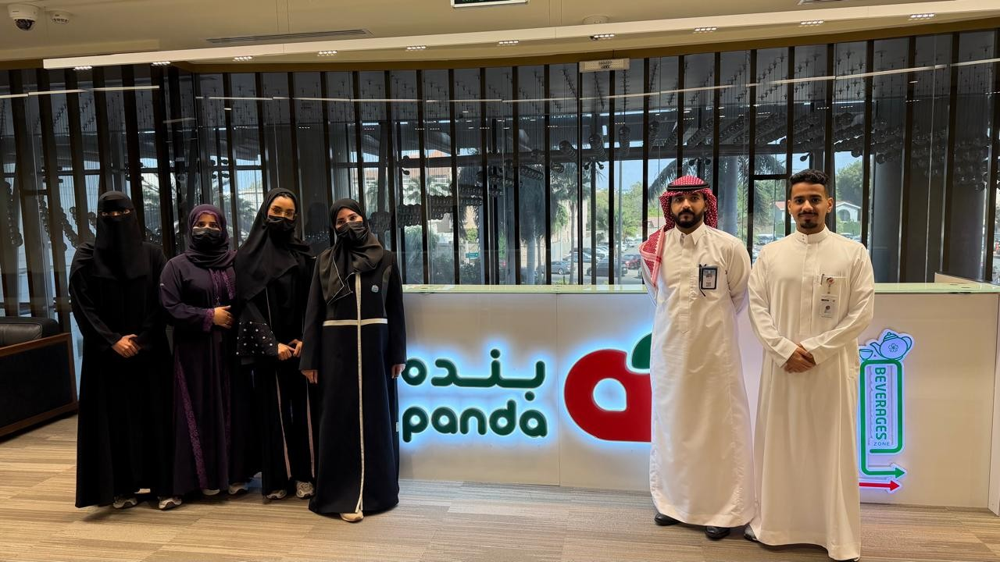 بنده
panda
BEVERAGES
ZONE